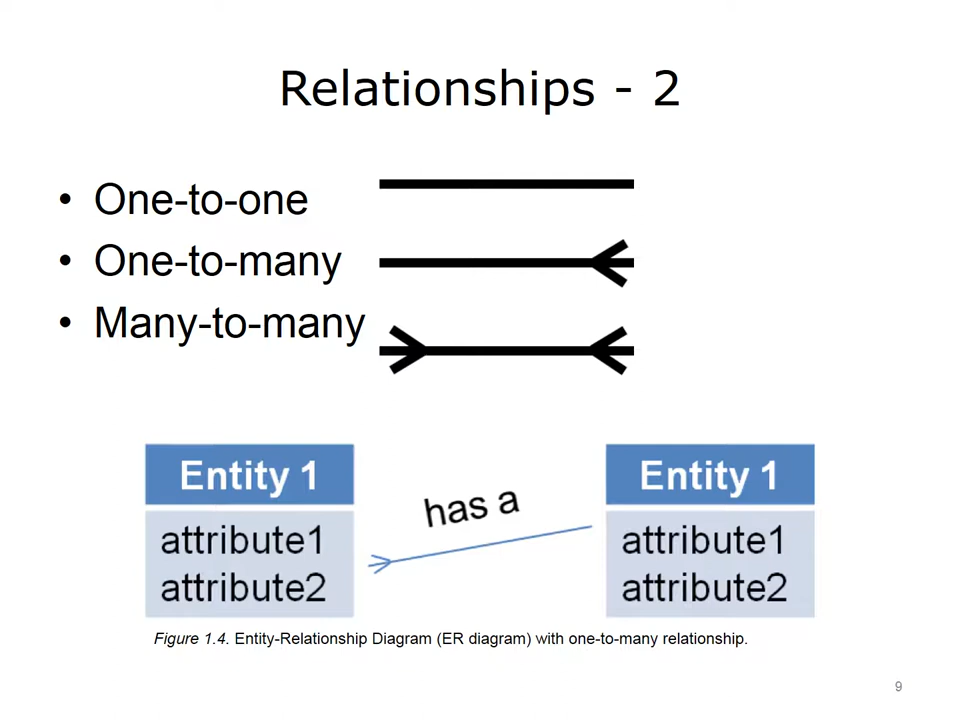 Relationships - 2
• One-to-one
• One-to-many
• Many-to-many
Entity 1
attribute1
attribute2
has a
Entity 1
attribute1
attribute2
Figure 1.4. Entity-Relationship Diagram (ER diagram) with one-to-many relationship.
9